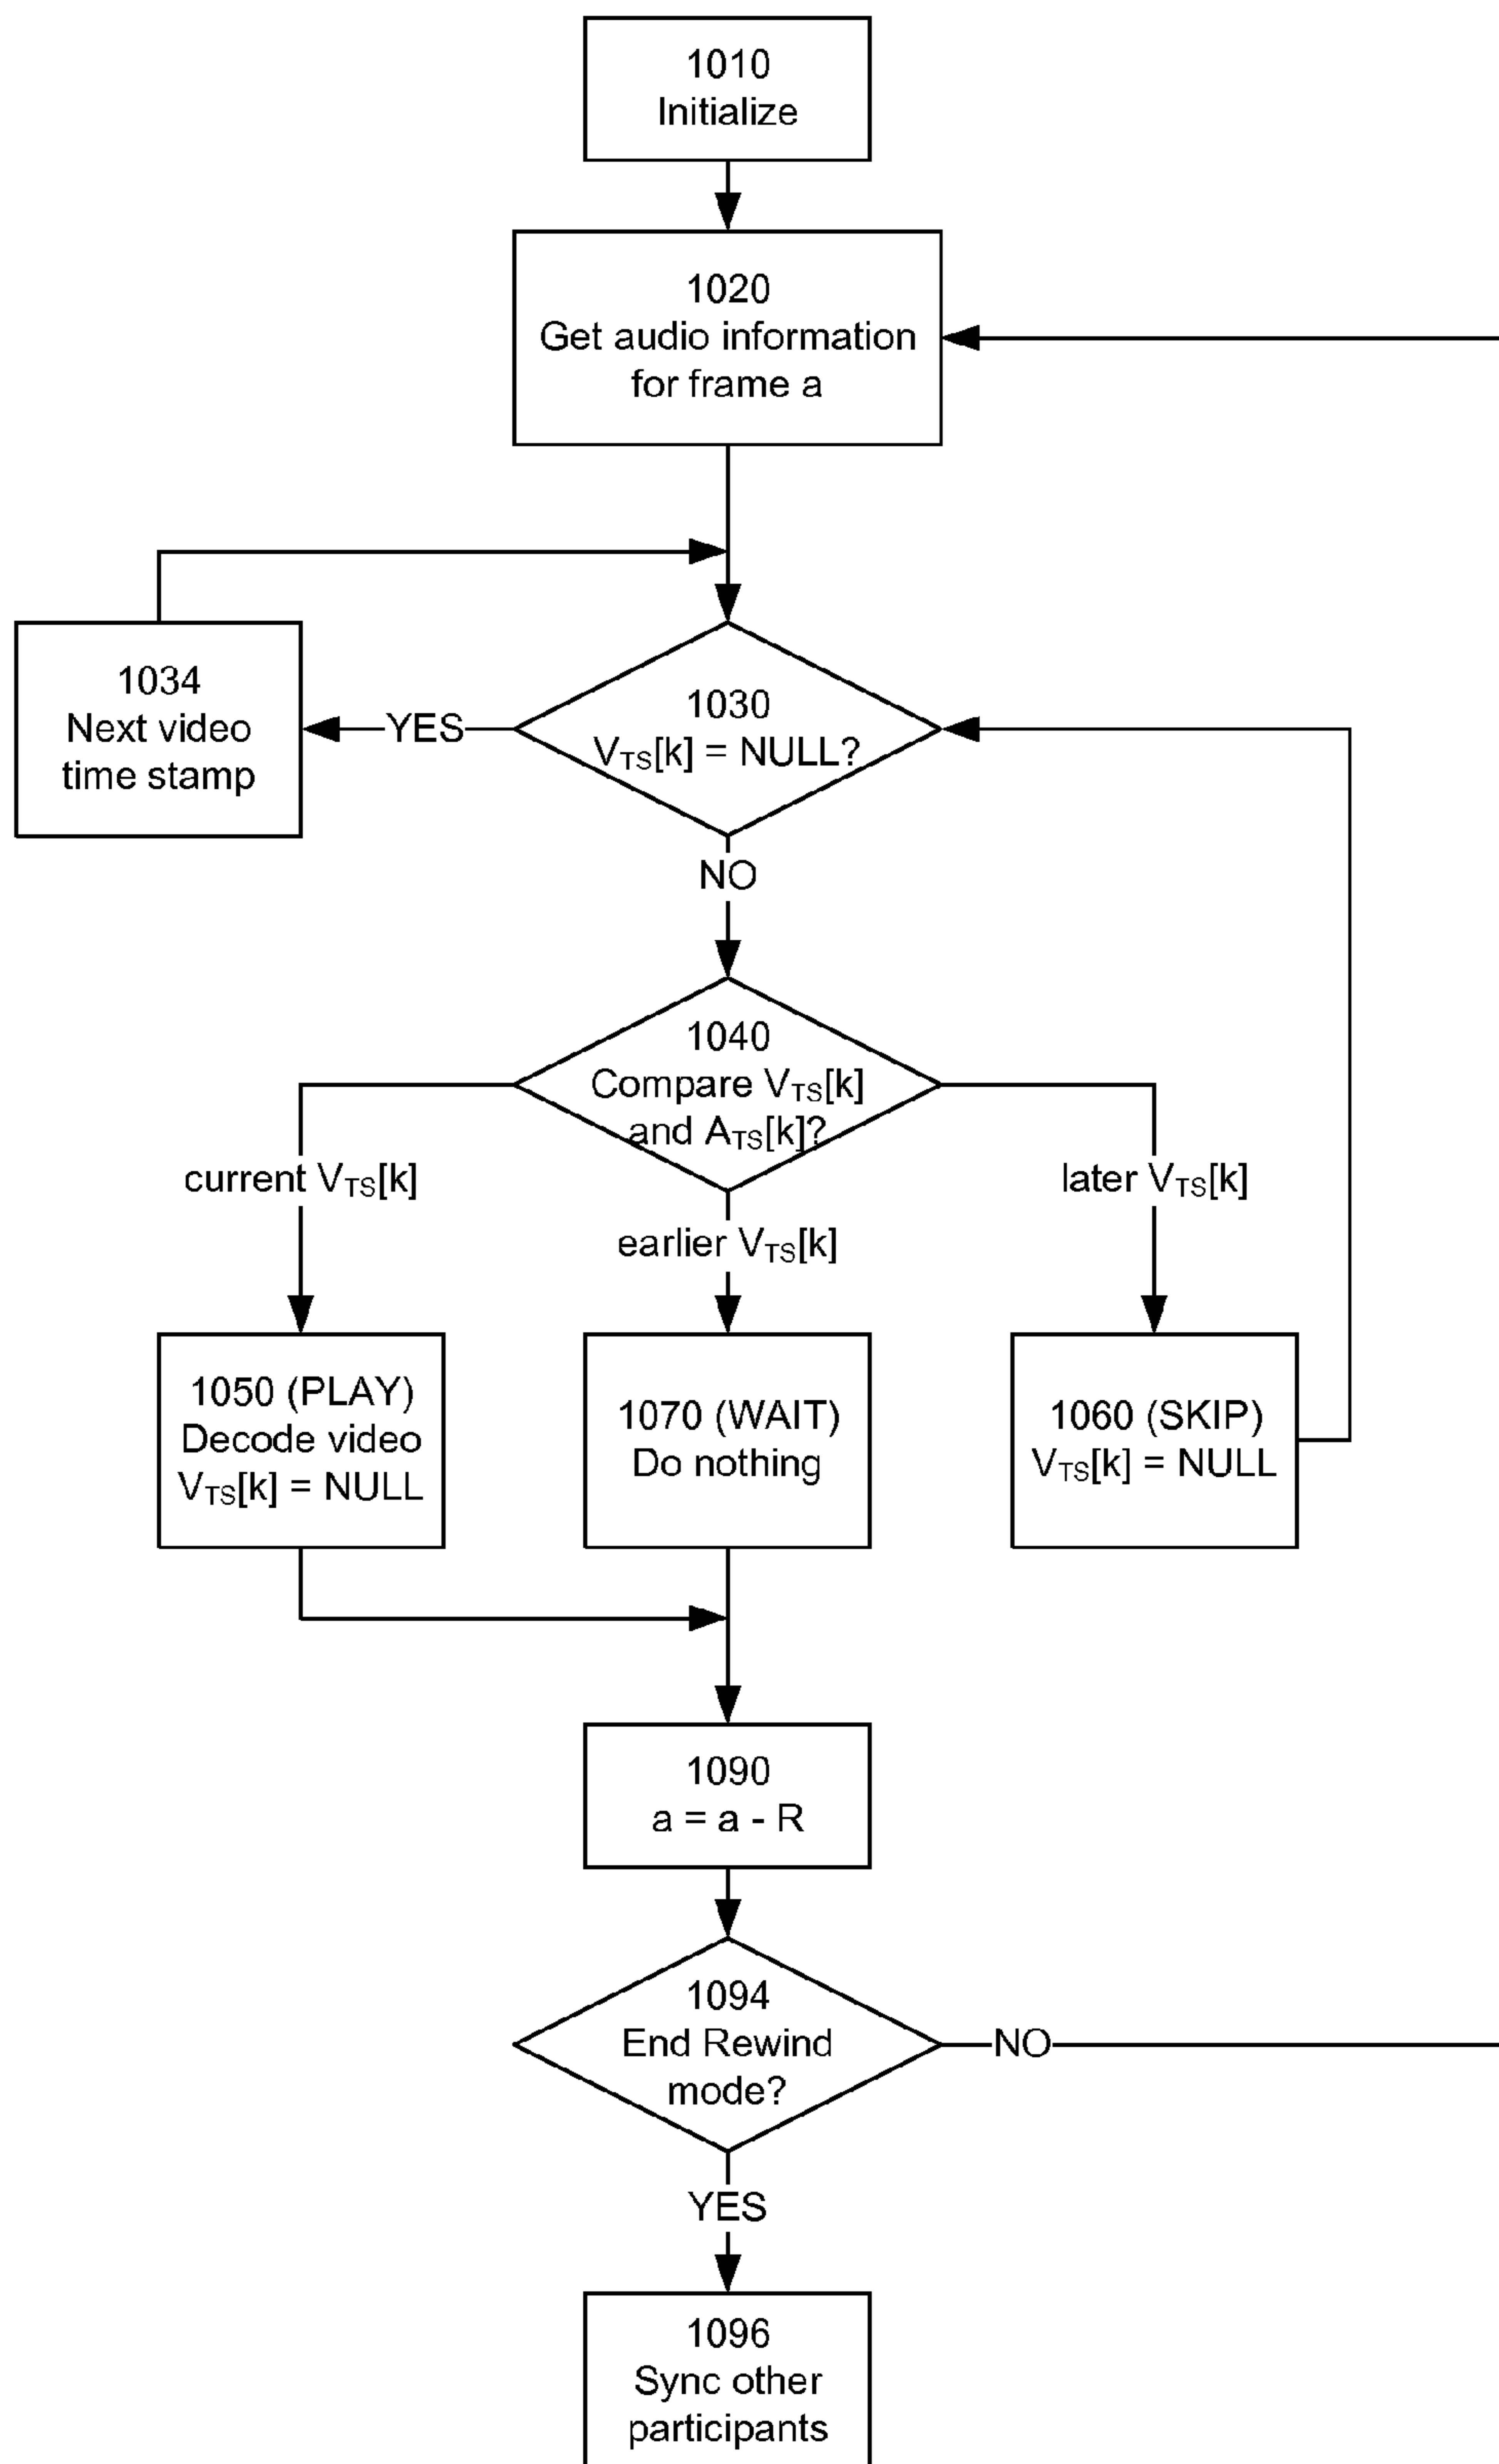 1010
Initialize
1020
Get audio information
for frame a
1034
Next video
time stamp
YES
1030
VTS[k] = NULL?
NO
1040
Compare VTS[k]
and ATS[k]?
current VTS[k]
earlier VTS[k]
later VTS[k]
1050 (PLAY)
Decode video
VTS[k] = NULL
1070 (WAIT)
Do nothing
1060 (SKIP)
VTS[k] = NULL
1090
a = a - R
1094
End Rewind
mode?
NO
YES
1096
Sync other
participants